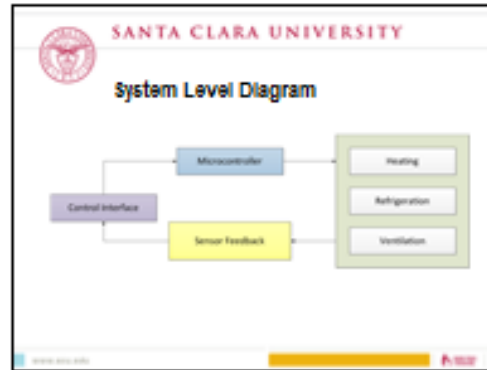 SANTA CLARA UNIVERSITY
System Level Diagram
Microcontroller
Heating
Control Interface
Refrigeration
Sensor Feedback
Ventilation
www.scu.edu